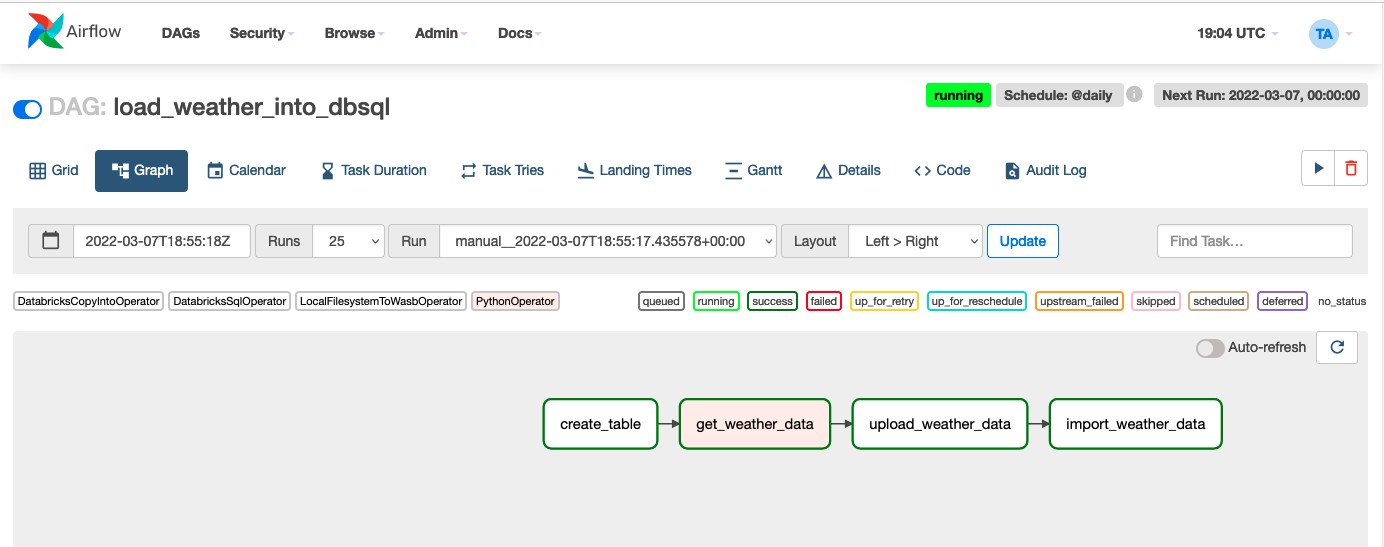 Airflow DAGs Security Browse Admin Docs 19:04 UTC TA
DAG: load_weather_into_dbsql running Schedule: @daily i Next Run: 2022-03-07, 00:00:00
Grid Graph Calendar Task Duration Task Tries Landing Times Gantt Details Code Audit Log
2022-03-07T18:55:18Z Runs 25 Run manual__2022-03-07T18:55:17.435578+00:00 Layout Left > Right Update Find Task...
DatabricksCopyIntoOperator DatabricksSqlOperator LocalFilesystemToWasbOperator PythonOperator queued running success failed up_for_retry up_for_reschedule upstream_failed skipped scheduled deferred no_status
Auto-refresh
create_table get_weather_data upload_weather_data import_weather_data